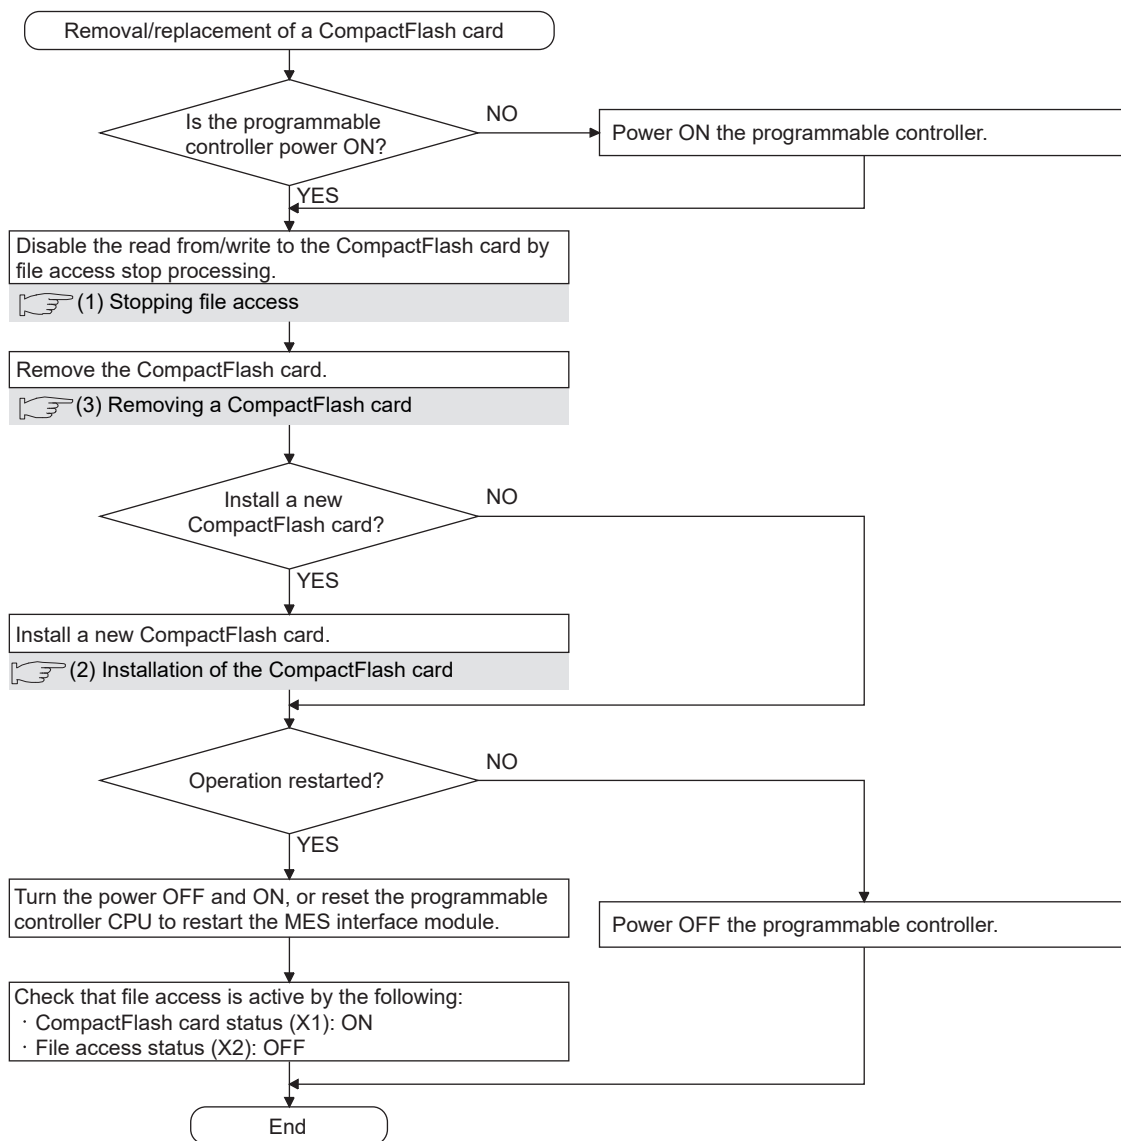 Removal/replacement of a CompactFlash card
Is the programmable
controller power ON?
NO
Power ON the programmable controller.
YES
Disable the read from/write to the CompactFlash card by
file access stop processing.
(1) Stopping file access
Remove the CompactFlash card.
(3) Removing a CompactFlash card
Install a new
CompactFlash card?
NO
YES
Install a new CompactFlash card.
(2) Installation of the CompactFlash card
Operation restarted?
NO
YES
Turn the power OFF and ON, or reset the programmable
controller CPU to restart the MES interface module.
Power OFF the programmable controller.
Check that file access is active by the following:
· CompactFlash card status (X1): ON
· File access status (X2): OFF
End